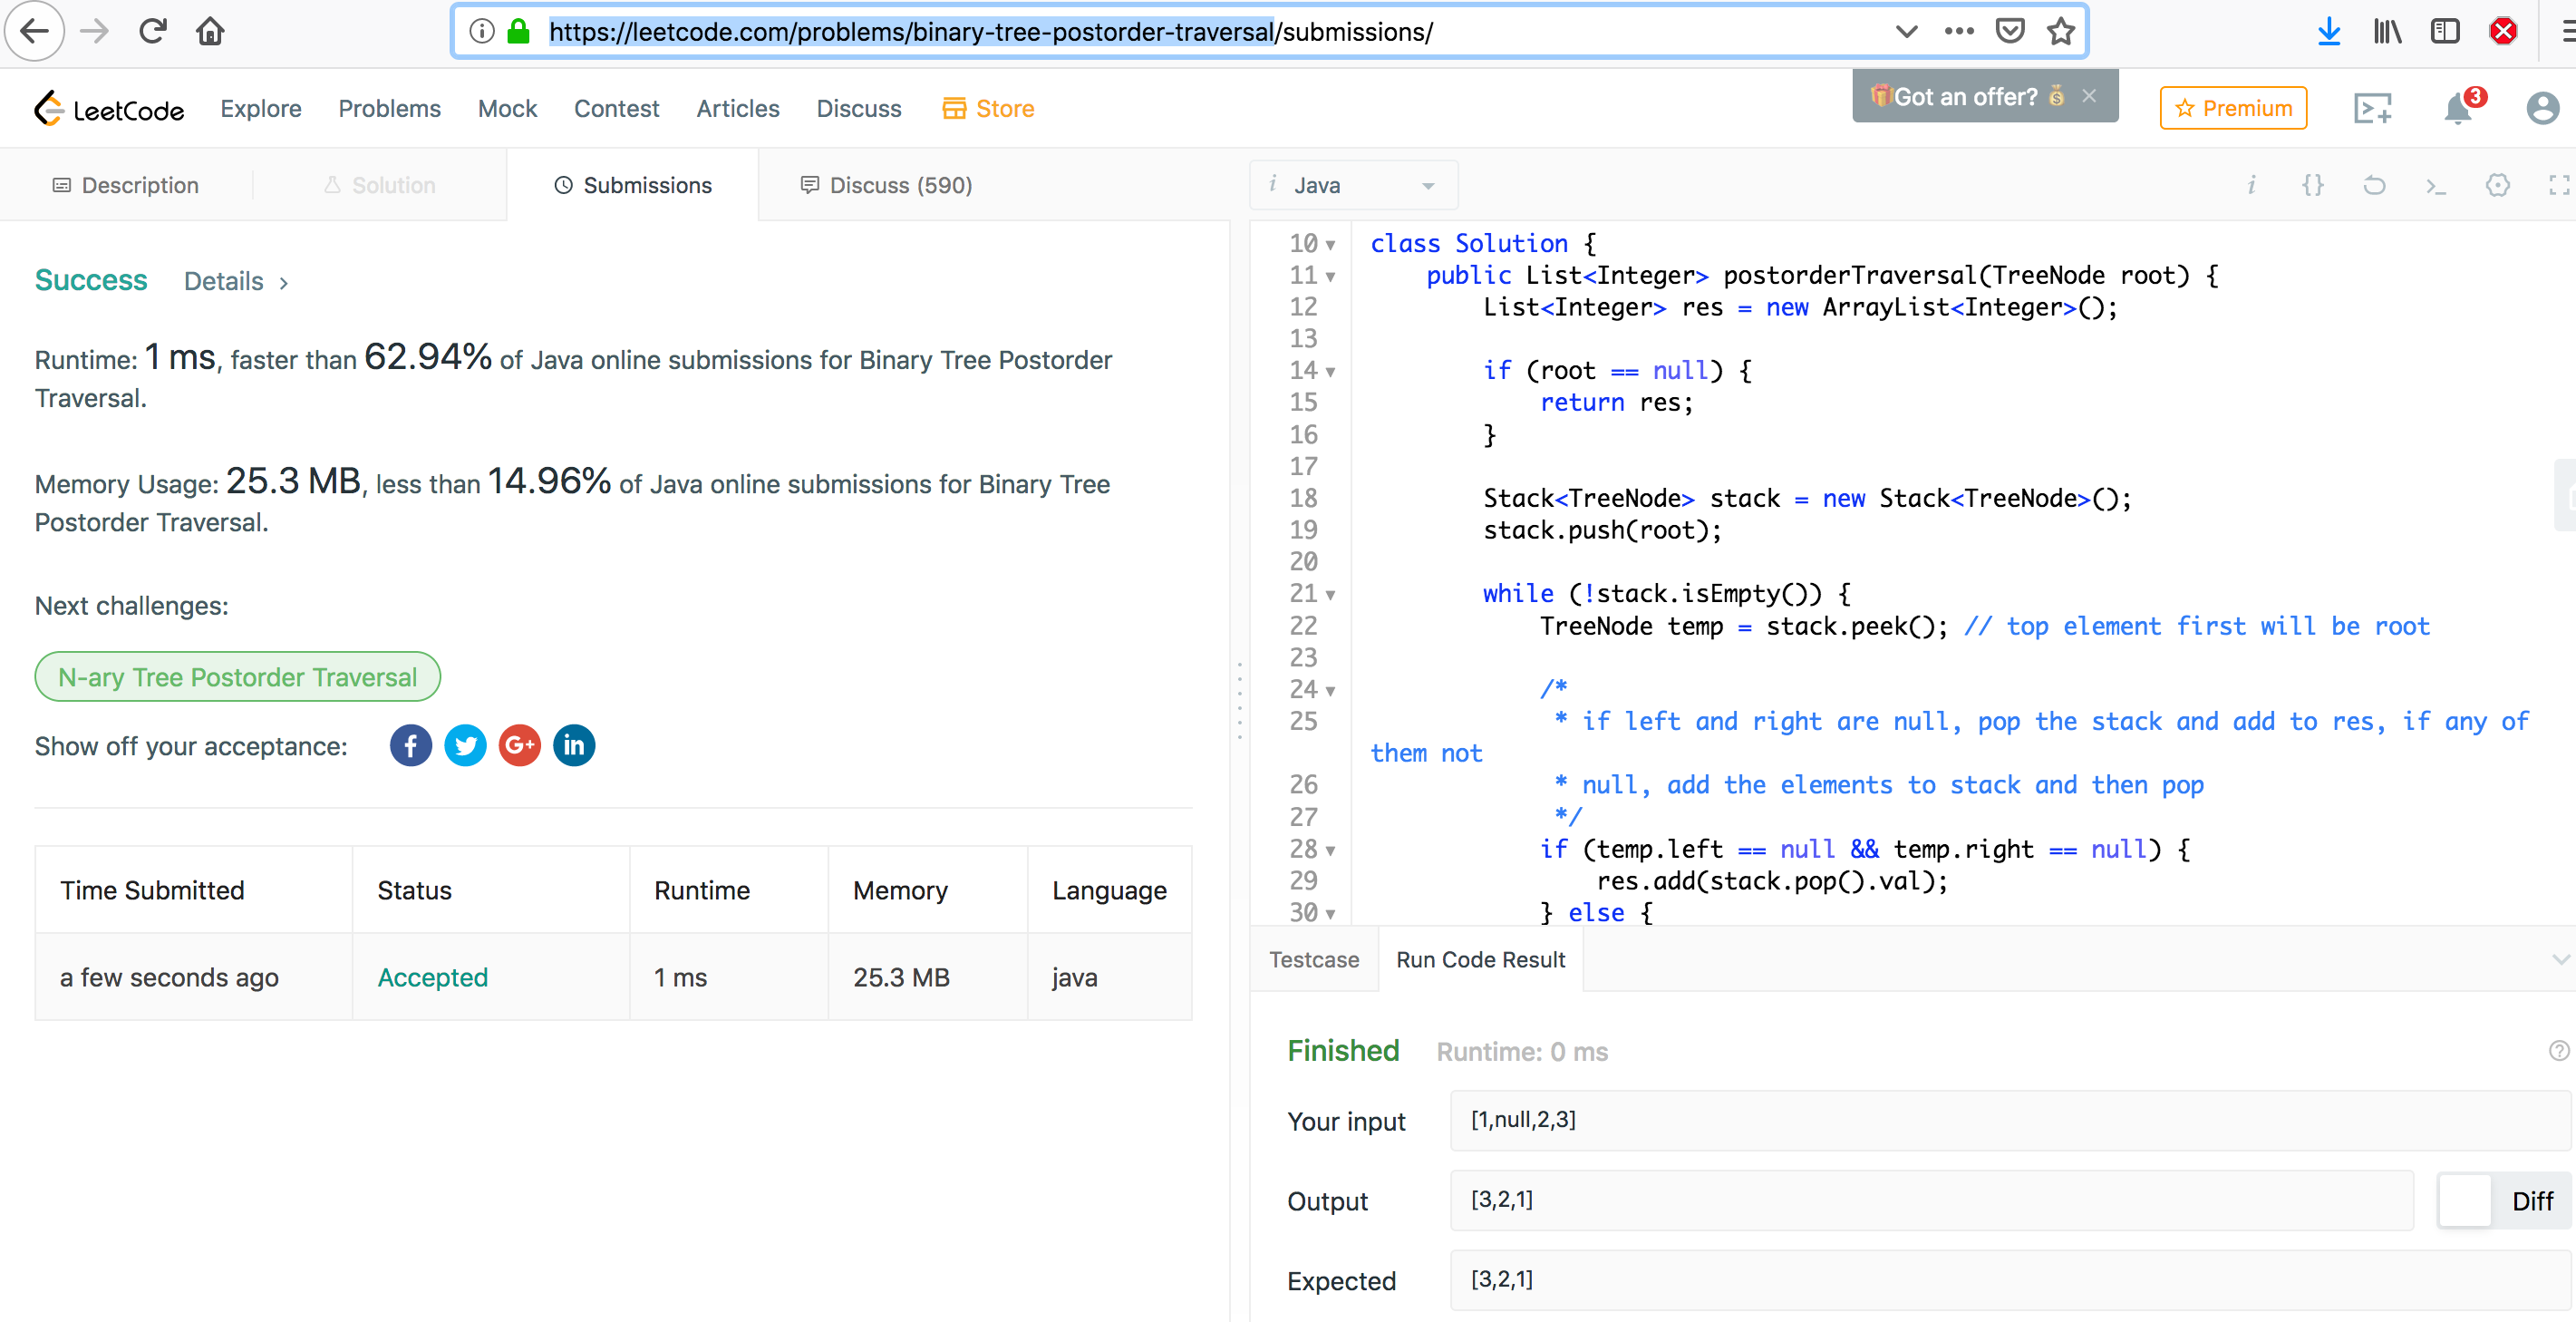 https://leetcode.com/problems/binary-tree-postorder-traversal/submissions/
LeetCode Explore Problems Mock Contest Articles Discuss Store
Got an offer?
Premium
3
Description
Solution
Submissions
Discuss (590)
i Java
Success Details
Runtime: 1 ms, faster than 62.94% of Java online submissions for Binary Tree Postorder
Traversal.
Memory Usage: 25.3 MB, less than 14.96% of Java online submissions for Binary Tree
Postorder Traversal.
Next challenges:
N-ary Tree Postorder Traversal
Show off your acceptance:
Time Submitted Status Runtime Memory Language
a few seconds ago Accepted 1 ms 25.3 MB java
10 class Solution {
11 public List<Integer> postorderTraversal(TreeNode root) {
12 List<Integer> res = new ArrayList<Integer>();
13
14 if (root == null) {
15 return res;
16 }
17
18 Stack<TreeNode> stack = new Stack<TreeNode>();
19 stack.push(root);
20
21 while (!stack.isEmpty()) {
22 TreeNode temp = stack.peek(); // top element first will be root
23
24 /*
25 * if left and right are null, pop the stack and add to res, if any of
them not
26 * null, add the elements to stack and then pop
27 */
28 if (temp.left == null && temp.right == null) {
29 res.add(stack.pop().val);
30 } else {
Testcase Run Code Result
Finished Runtime: 0 ms
Your input [1,null,2,3]
Output [3,2,1] Diff
Expected [3,2,1]